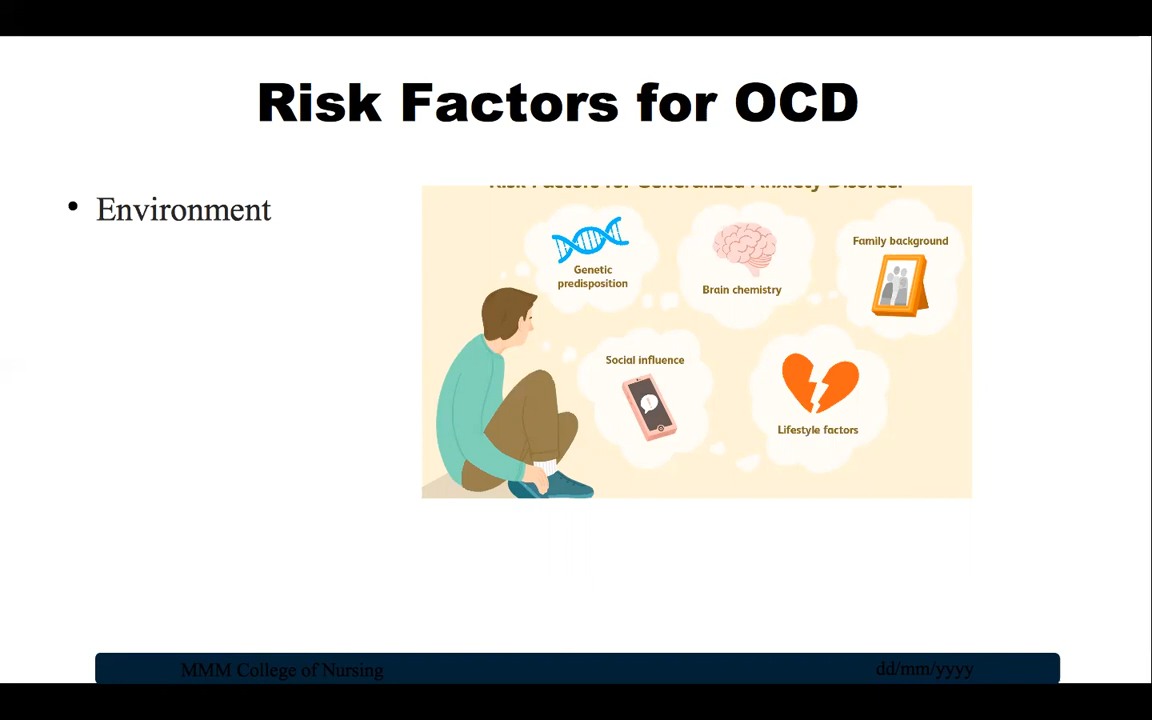 Risk Factors for OCD
• Environment
Risk Factors for Generalized Anxiety Disorder
Genetic
predisposition
Brain chemistry
Family background
Social influence
Lifestyle factors
MMM College of Nursing
dd/mm/yyyy